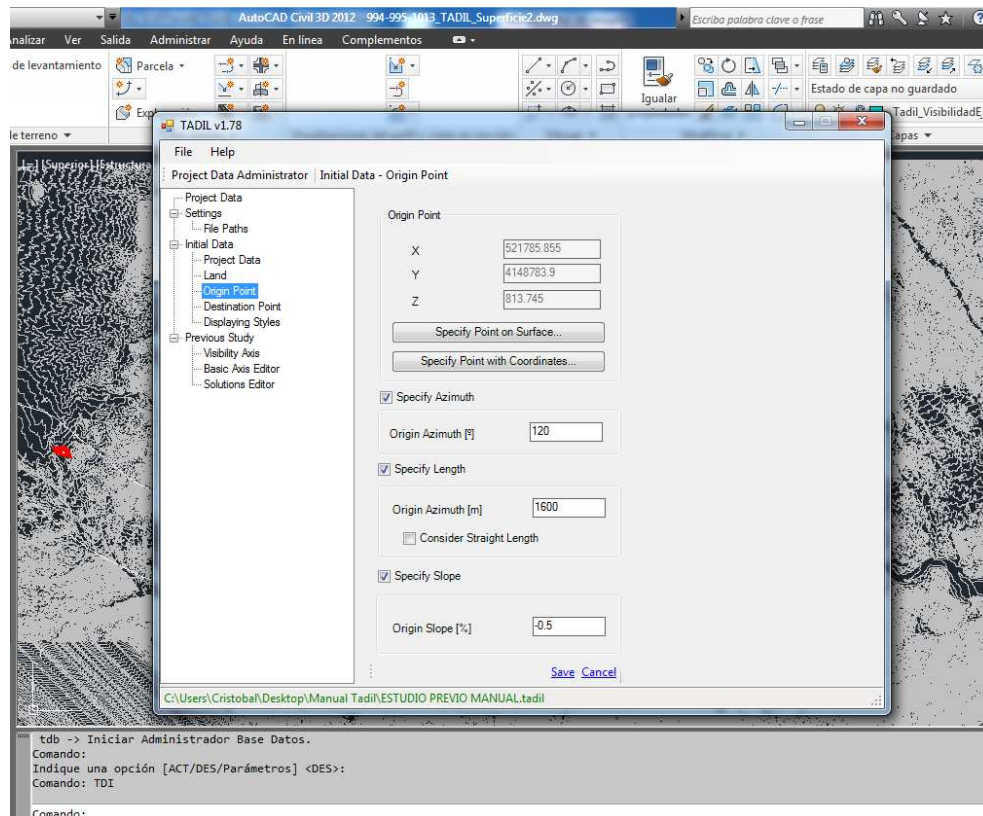 AutoCAD Civil 3D 2012 994-995_1013_TADIL_Superficie2.dwg Escriba palabra clave o frase
Ver Salida Administrar Ayuda En línea Complementos
de levantamiento Parcela
Igualar
Estado de capa no guardado
de terreno
TADIL v1.78
File Help
Project Data Administrator Initial Data - Origin Point
Project Data
Settings
File Paths
Initial Data
Project Data
Land
Origin Point
Destination Point
Displaying Styles
Previous Study
Visibility Axis
Basic Axis Editor
Solutions Editor
Origin Point
X 521785.855
Y 4148783.9
Z 813.745
Specify Point on Surface...
Specify Point with Coordinates...
Specify Azimuth
Origin Azimuth [º] 120
Specify Length
Origin Azimuth [m] 1600
Consider Straight Length
Specify Slope
Origin Slope [%] -0.5
Save Cancel
C:\Users\Cristobal\Desktop\Manual Tadil\ESTUDIO PREVIO MANUAL.tadil
tdb -> Iniciar Administrador Base Datos.
Comando:
Indique una opción [ACT/DES/Parámetros] <DES>:
Comando: TDI
Comando: